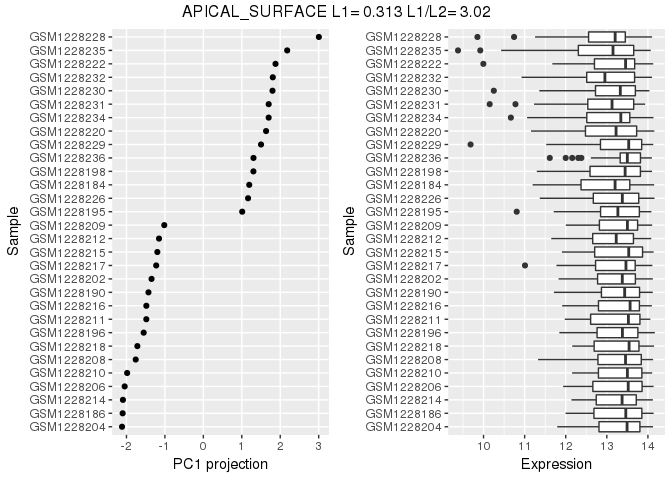 APICAL_SURFACE L1= 0.313 L1/L2= 3.02
Sample
GSM1228228
GSM1228235
GSM1228222
GSM1228232
GSM1228230
GSM1228231
GSM1228234
GSM1228220
GSM1228229
GSM1228236
GSM1228198
GSM1228184
GSM1228226
GSM1228195
GSM1228209
GSM1228212
GSM1228215
GSM1228217
GSM1228202
GSM1228190
GSM1228216
GSM1228211
GSM1228196
GSM1228218
GSM1228208
GSM1228210
GSM1228206
GSM1228214
GSM1228186
GSM1228204
-2 -1 0 1 2 3
PC1 projection
Sample
GSM1228228
GSM1228235
GSM1228222
GSM1228232
GSM1228230
GSM1228231
GSM1228234
GSM1228220
GSM1228229
GSM1228236
GSM1228198
GSM1228184
GSM1228226
GSM1228195
GSM1228209
GSM1228212
GSM1228215
GSM1228217
GSM1228202
GSM1228190
GSM1228216
GSM1228211
GSM1228196
GSM1228218
GSM1228208
GSM1228210
GSM1228206
GSM1228214
GSM1228186
GSM1228204
10 11 12 13 14
Expression